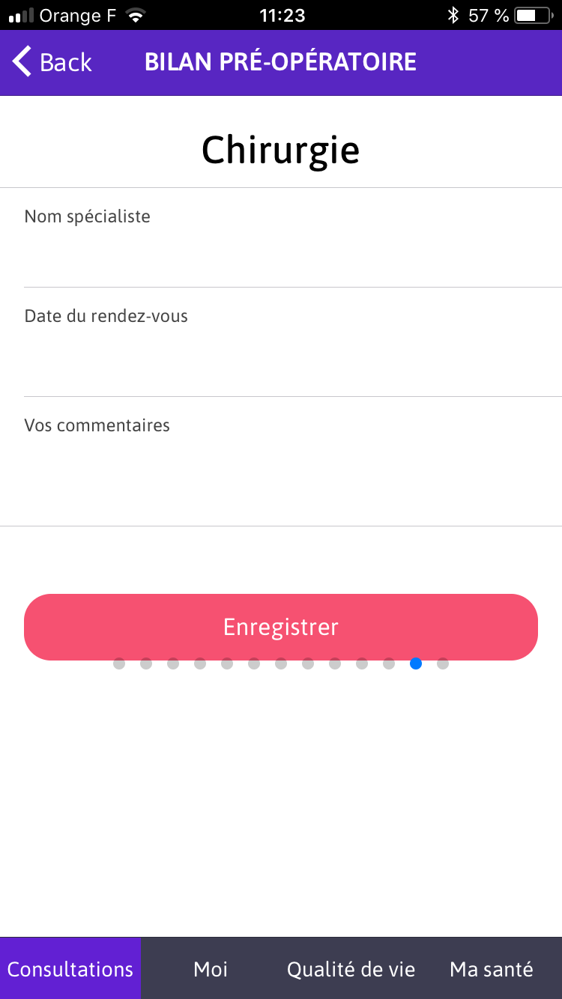 Orange F 11:23 57 %
Back BILAN PRÉ-OPÉRATOIRE
Chirurgie
Nom spécialiste
Date du rendez-vous
Vos commentaires
Enregistrer
Consultations Moi Qualité de vie Ma santé